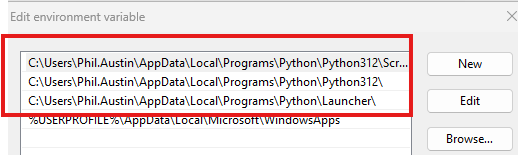 Edit environment variable
C:\Users\Phil.Austin\AppData\Local\Programs\Python\Python312\Scr...
New
C:\Users\Phil.Austin\AppData\Local\Programs\Python\Python312\
C:\Users\Phil.Austin\AppData\Local\Programs\Python\Launcher\
Edit
%USERPROFILE%\AppData\Local\Microsoft\WindowsApps
Browse...